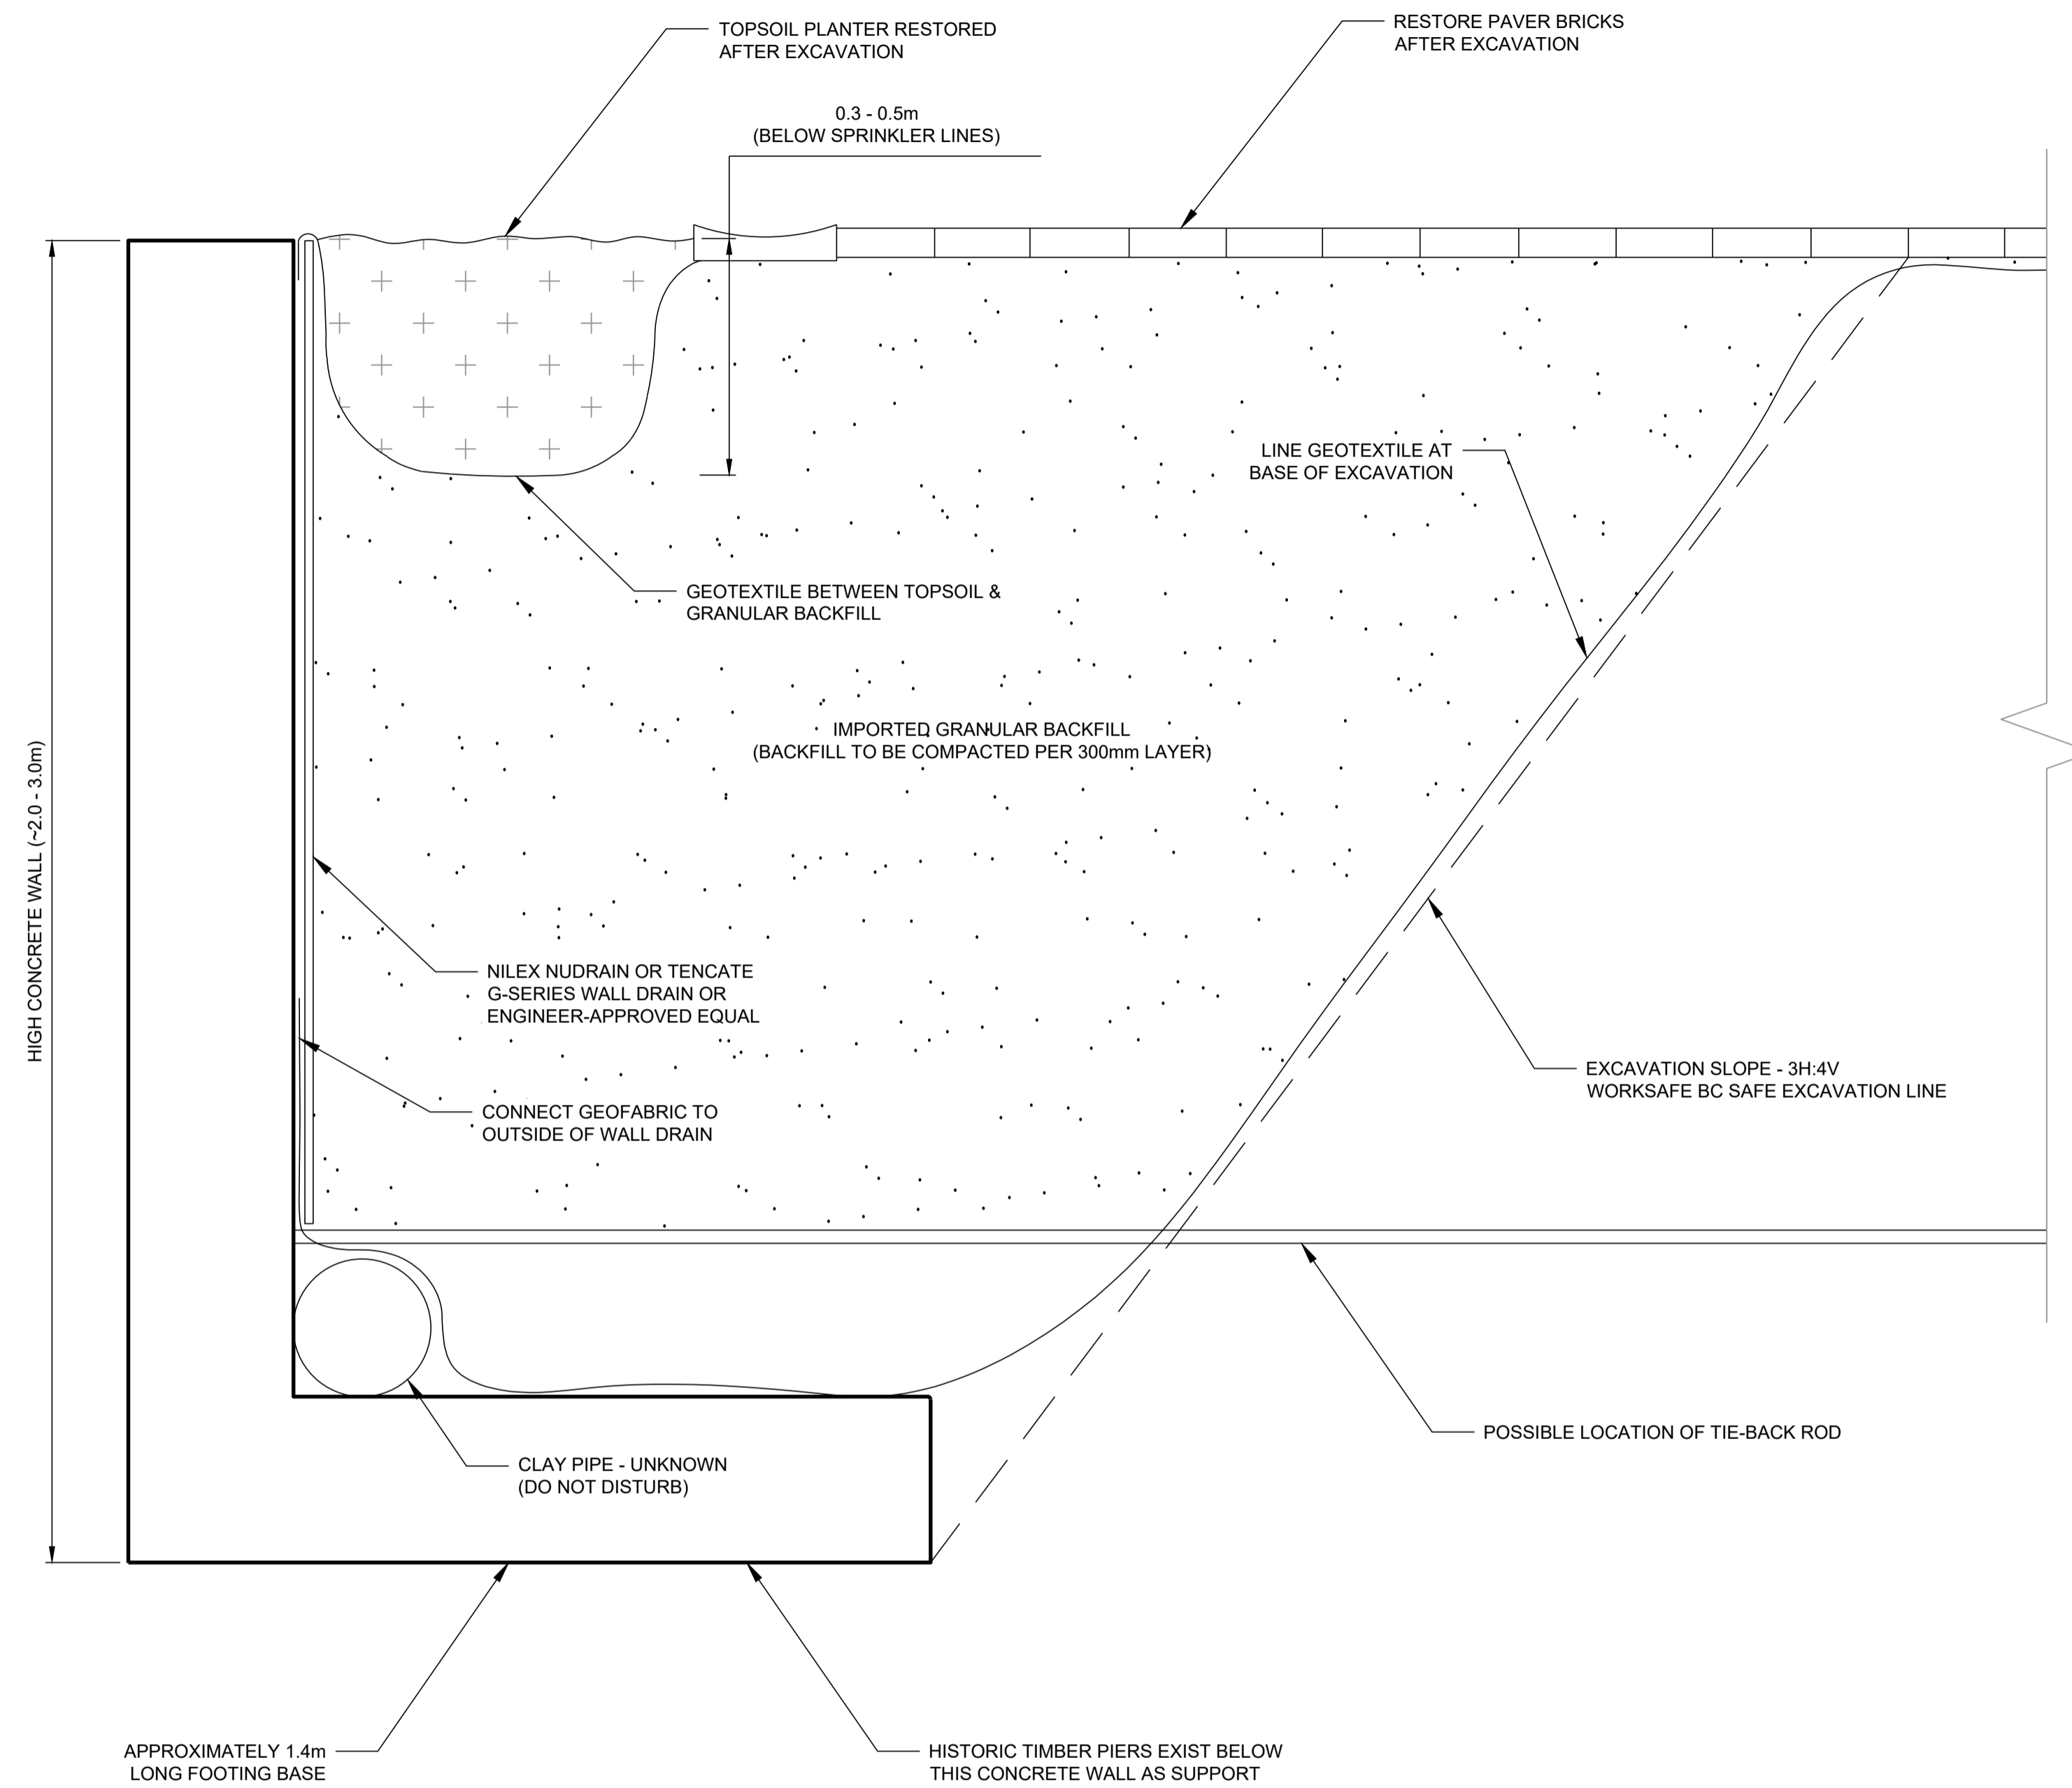 TOPSOIL PLANTER RESTORED
AFTER EXCAVATION
RESTORE PAVER BRICKS
AFTER EXCAVATION
0.3 - 0.5m
(BELOW SPRINKLER LINES)
LINE GEOTEXTILE AT
BASE OF EXCAVATION
GEOTEXTILE BETWEEN TOPSOIL &
GRANULAR BACKFILL
IMPORTED GRANULAR BACKFILL
(BACKFILL TO BE COMPACTED PER 300mm LAYER)
HIGH CONCRETE WALL (~2.0 - 3.0m)
NILEX NUDRAIN OR TENCATE
G-SERIES WALL DRAIN OR
ENGINEER-APPROVED EQUAL
EXCAVATION SLOPE - 3H:4V
WORKSAFE BC SAFE EXCAVATION LINE
CONNECT GEOFABRIC TO
OUTSIDE OF WALL DRAIN
POSSIBLE LOCATION OF TIE-BACK ROD
CLAY PIPE - UNKNOWN
(DO NOT DISTURB)
APPROXIMATELY 1.4m
LONG FOOTING BASE
HISTORIC TIMBER PIERS EXIST BELOW
THIS CONCRETE WALL AS SUPPORT